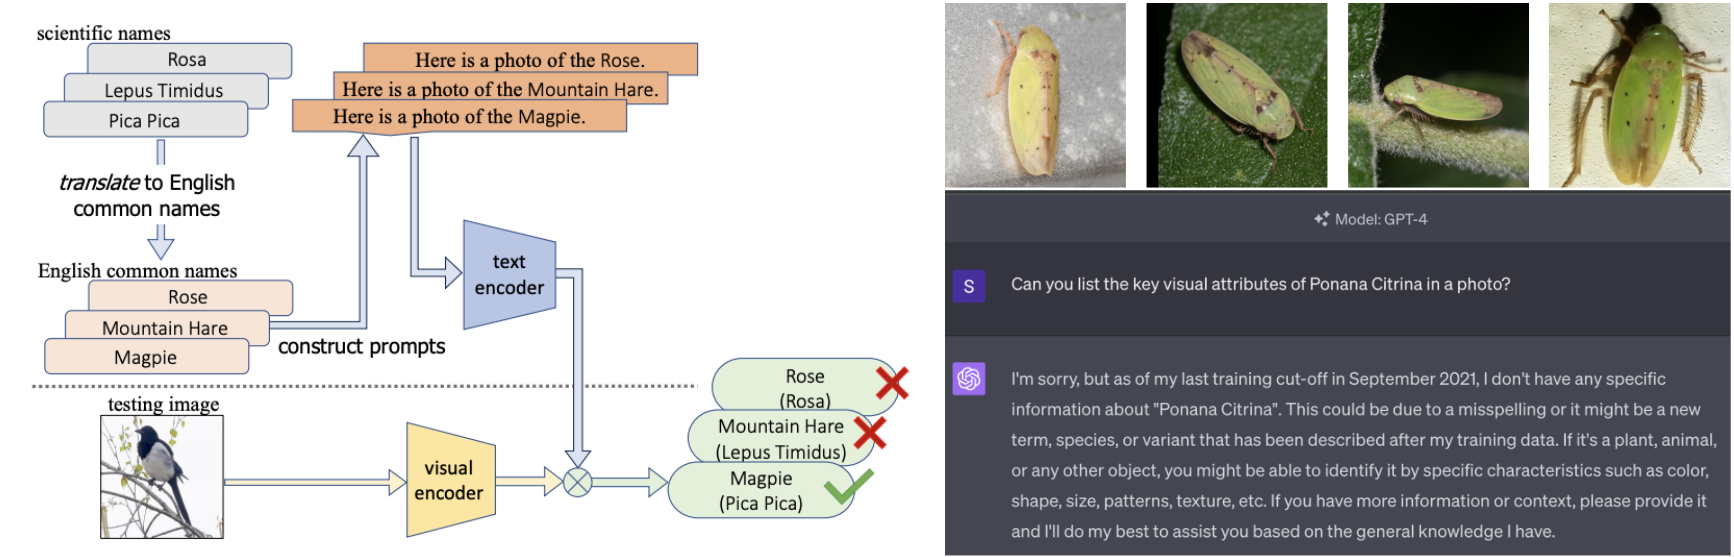 scientific names
Rosa
Lepus Timidus
Pica Pica
translate to English
common names
English common names
Rose
Mountain Hare
Magpie
construct prompts
Here is a photo of the Rose.
Here is a photo of the Mountain Hare.
Here is a photo of the Magpie.
text
encoder
testing image
visual
encoder
Rose
(Rosa)
Mountain Hare
(Lepus Timidus)
Magpie
(Pica Pica)
Model: GPT-4
S
Can you list the key visual attributes of Ponana Citrina in a photo?
I'm sorry, but as of my last training cut-off in September 2021, I don't have any specific
information about "Ponana Citrina". This could be due to a misspelling or it might be a new
term, species, or variant that has been described after my training data. If it's a plant, animal,
or any other object, you might be able to identify it by specific characteristics such as color,
shape, size, patterns, texture, etc. If you have more information or context, please provide it
and I'll do my best to assist you based on the general knowledge I have.